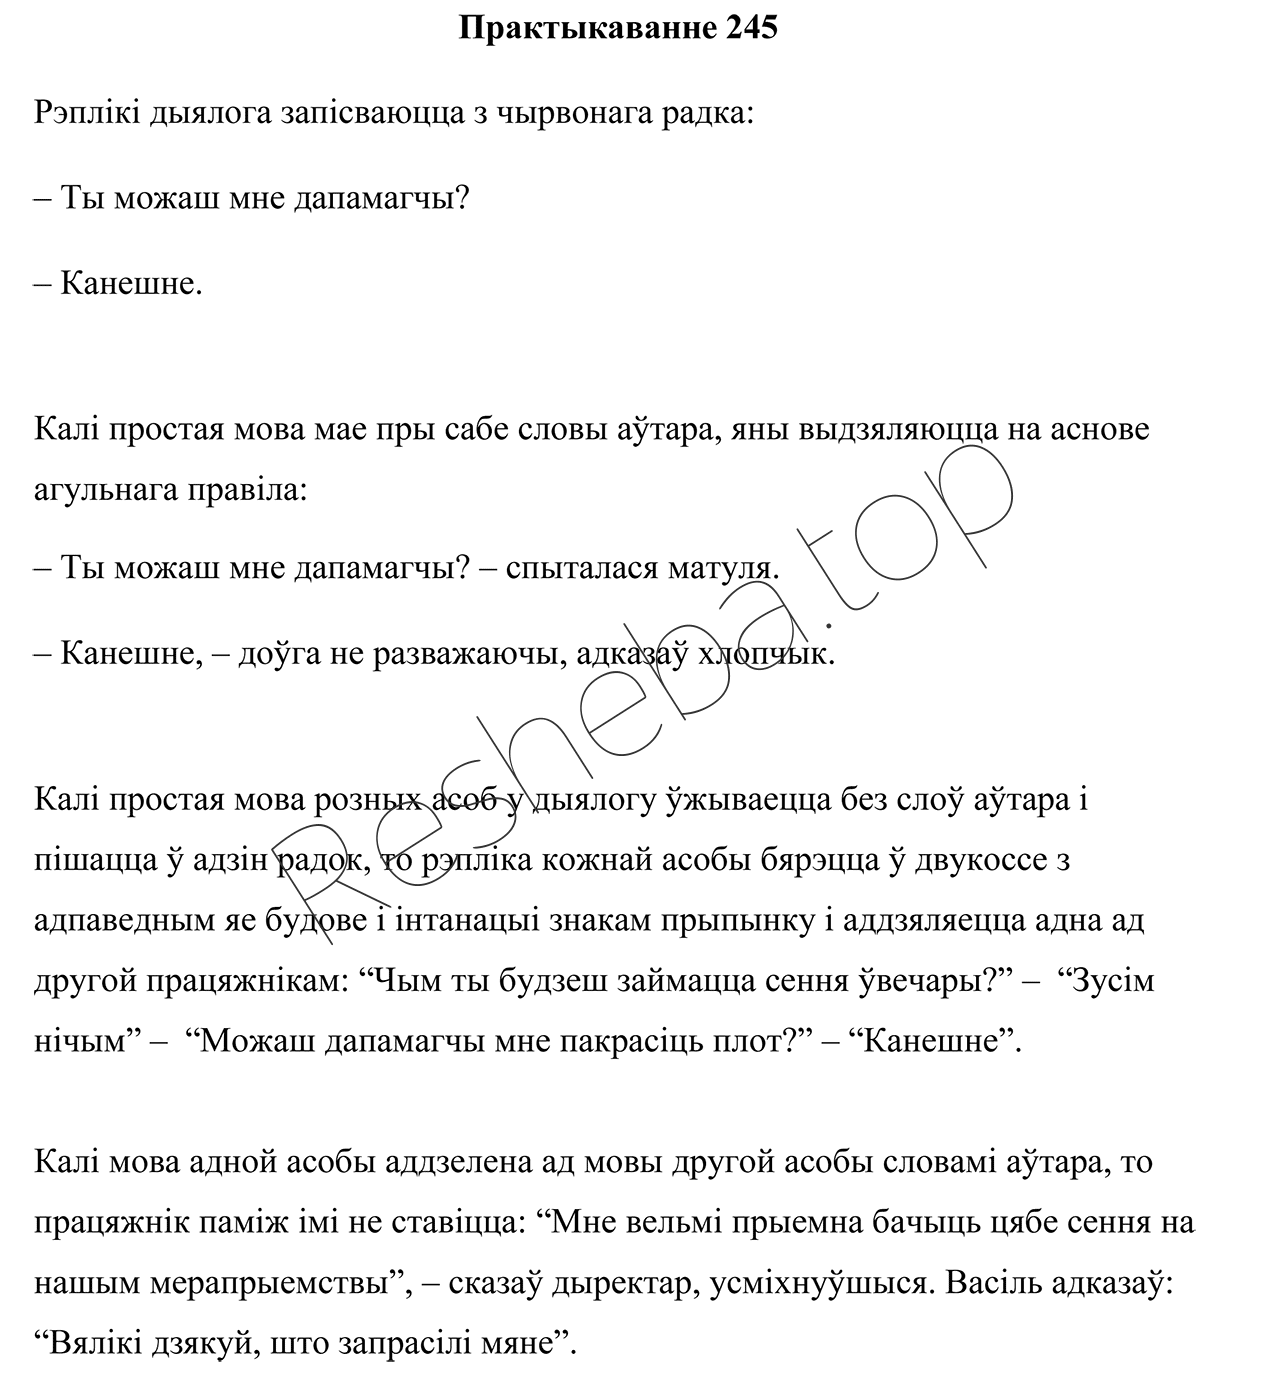 Практыкаванне 245
Рэплікі дыялога запісваюцца з чырвонага радка:
– Ты можаш мне дапамагчы?
– Канешне.
Калі простая мова мае пры сабе словы аўтара, яны выдзяляюцца на аснове
агульнага правіла:
– Ты можаш мне дапамагчы? – спыталася матуля.
– Канешне, – доўга не разважаючы, адказаў хлопчык.
Калі простая мова розных асоб у дыялогу ўжываецца без слоў аўтара і
пішацца ў адзін радок, то рэпліка кожнай асобы бярэцца ў двукоссе з
адпаведным яе будове і інтанацыі знакам прыпынку і аддзяляецца адна ад
другой працяжнікам: “Чым ты будзеш займацца сення ўвечары?” –  “Зусім
нічым” –  “Можаш дапамагчы мне пакрасіць плот?” – “Канешне”.
Калі мова адной асобы аддзелена ад мовы другой асобы словамі аўтара, то
працяжнік паміж імі не ставіцца: “Мне вельмі прыемна бачыць цябе сення на
нашым мерапрыемствы”, – сказаў дыректар, усміхнуўшыся. Васіль адказаў:
“Вялікі дзякуй, што запрасілі мяне”.
Resheba.top